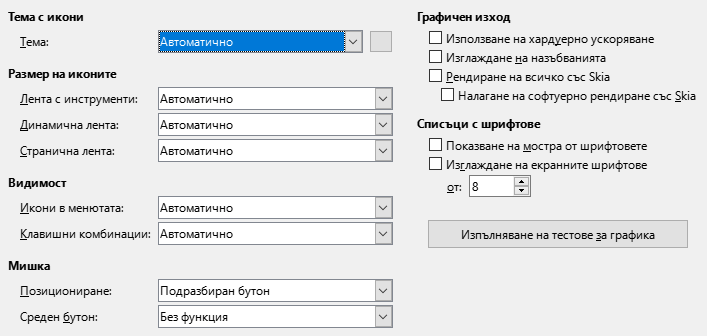 Тема с икони
Тема: Автоматично
Размер на иконите
Лента с инструменти: Автоматично
Динамична лента: Автоматично
Странична лента: Автоматично
Видимост
Икони в менютата: Автоматично
Клавишни комбинации: Автоматично
Мишка
Позициониране: Подразбиран бутон
Среден бутон: Без функция
Графичен изход
Използване на хардуерно ускоряване
Изглаждане на назъбванията
Рендиране на всичко със Skia
Налагане на софтуерно рендиране със Skia
Списъци с шрифтове
Показване на мостра от шрифтовете
Изглаждане на екранните шрифтове
от: 8
Изпълняване на тестове за графика